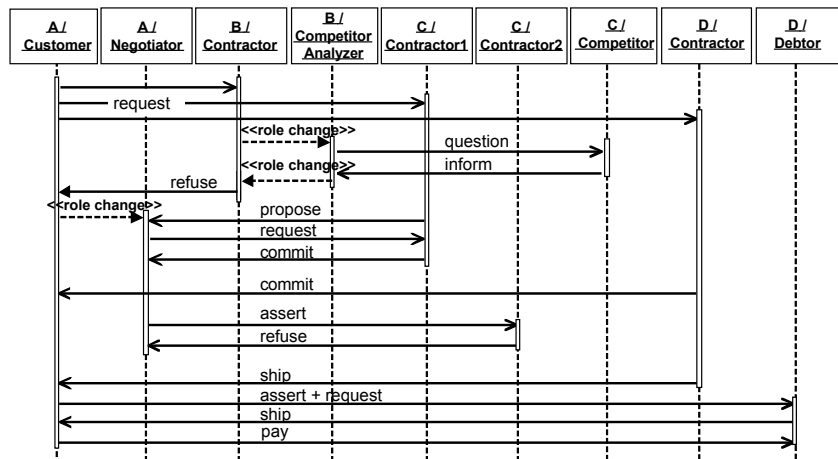 A /
Customer
A /
Negotiator
B /
Contractor
B /
Competitor
Analyzer
C /
Contractor1
C /
Contractor2
C /
Competitor
D /
Contractor
D /
Debtor
request
<<role change>>
question
<<role change>>
inform
refuse
<<role change>>
propose
request
commit
commit
assert
refuse
ship
assert + request
ship
pay